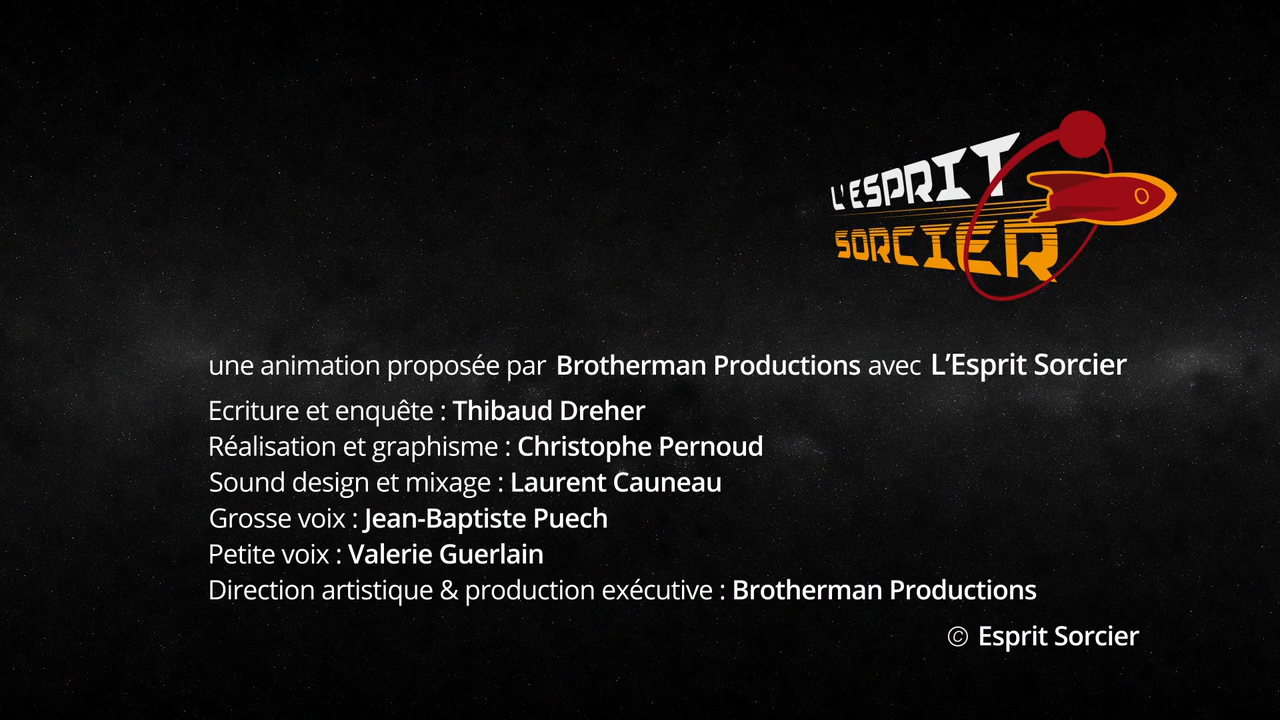 L'ESPRIT
SORCIER
une animation proposée par Brotherman Productions avec L’Esprit Sorcier
Ecriture et enquête : Thibaud Dreher
Réalisation et graphisme : Christophe Pernoud
Sound design et mixage : Laurent Cauneau
Grosse voix : Jean-Baptiste Puech
Petite voix : Valerie Guerlain
Direction artistique & production exécutive : Brotherman Productions
© Esprit Sorcier